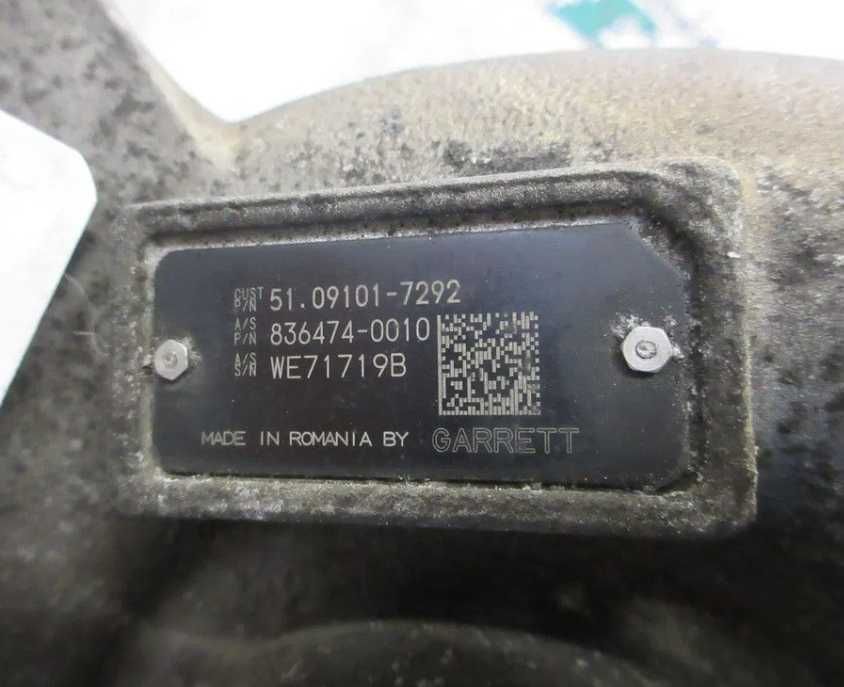 CUST P/N 51.09101-7292
A/S P/N 836474-0010
A/S S/N WE71719B
MADE IN ROMANIA BY GARRETT